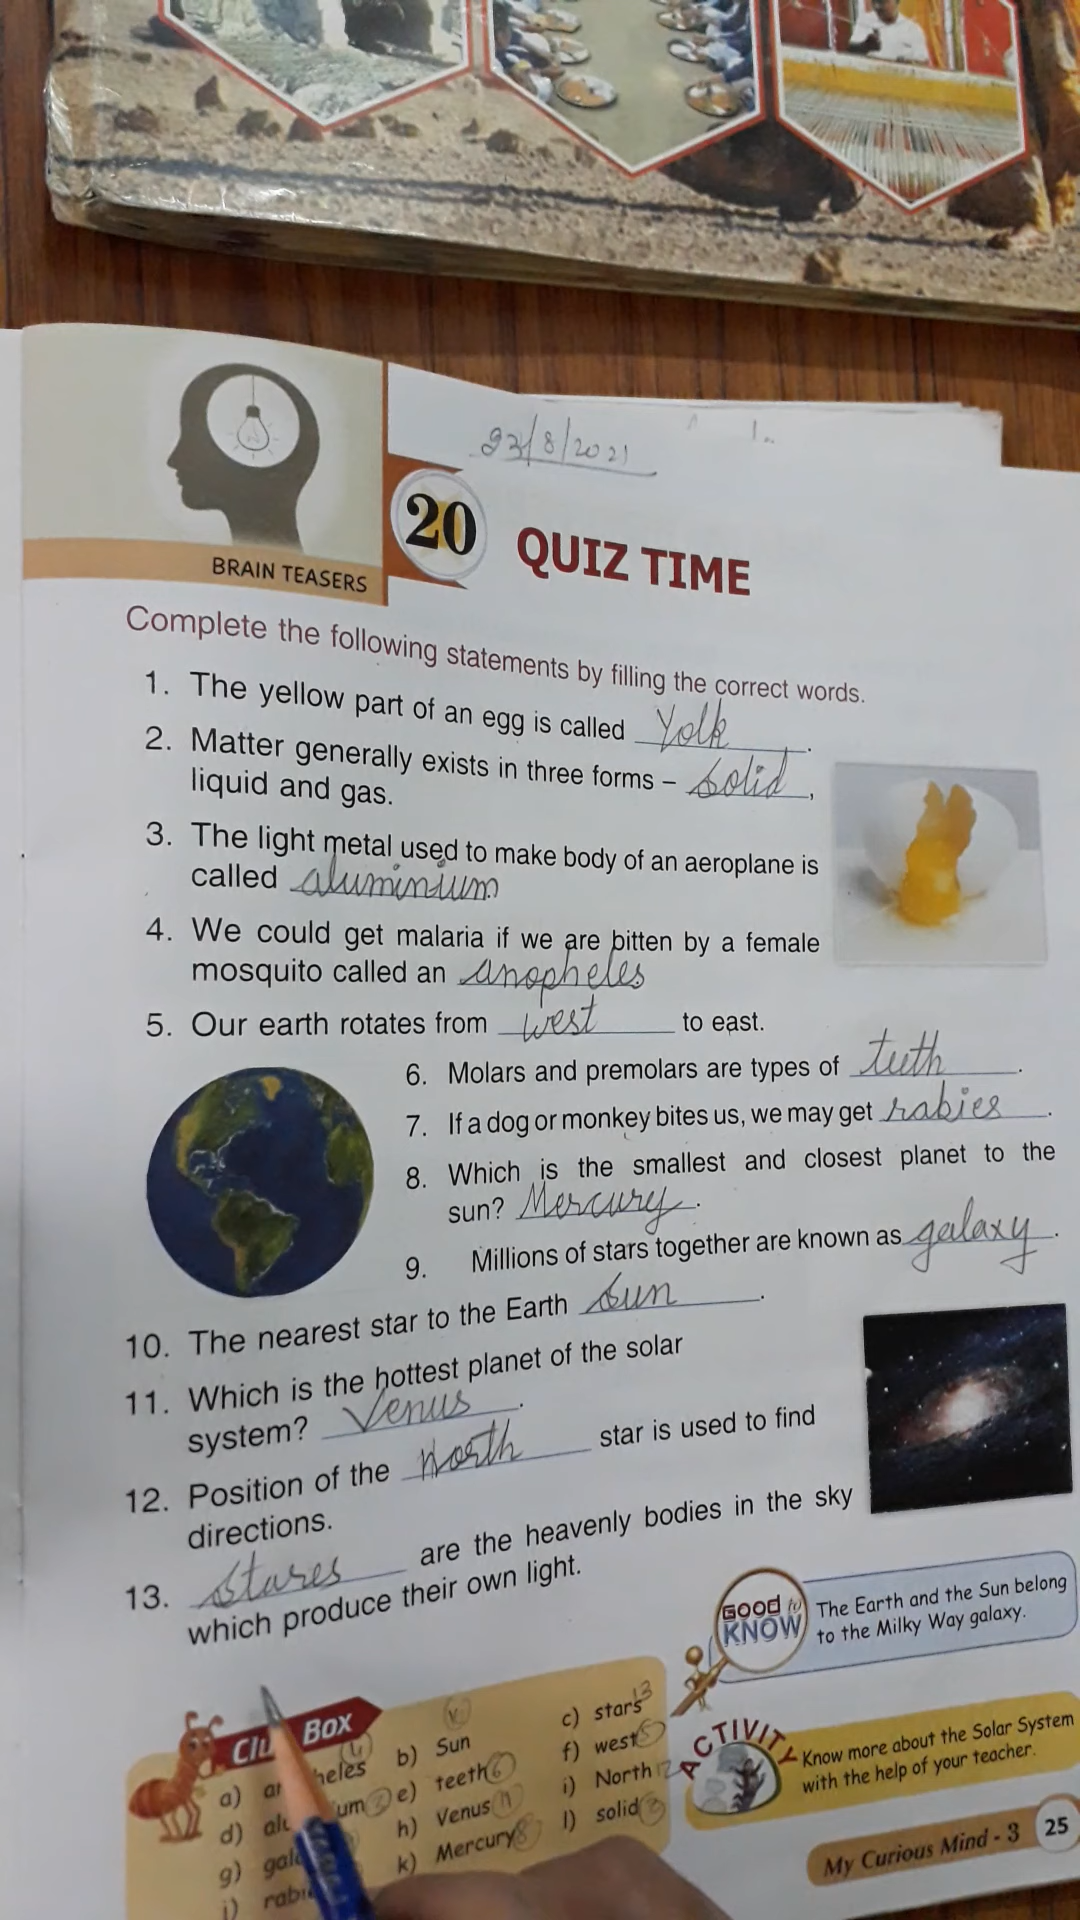 23/8/2021
BRAIN TEASERS
20 QUIZ TIME
Complete the following statements by filling the correct words.
1. The yellow part of an egg is called Yolk.
2. Matter generally exists in three forms – solid,
liquid and gas.
3. The light metal used to make body of an aeroplane is
called aluminium
4. We could get malaria if we are bitten by a female
mosquito called an anopheles
5. Our earth rotates from west to east.
6. Molars and premolars are types of teeth.
7. If a dog or monkey bites us, we may get rabies.
8. Which is the smallest and closest planet to the
sun? Mercury.
9. Millions of stars together are known as galaxy.
10. The nearest star to the Earth Sun.
11. Which is the hottest planet of the solar
system? Venus.
12. Position of the North star is used to find
directions.
13. Stares are the heavenly bodies in the sky
which produce their own light.
GOOD to KNOW
The Earth and the Sun belong
to the Milky Way galaxy.
Box
a) heles b) Sun c) stars 13
d) um e) teeth 6 f) west 5
g) h) Venus 11 i) North 12
j) k) Mercury 8 l) solid 2
ACTIVITY
Know more about the Solar System
with the help of your teacher.
My Curious Mind - 3 25